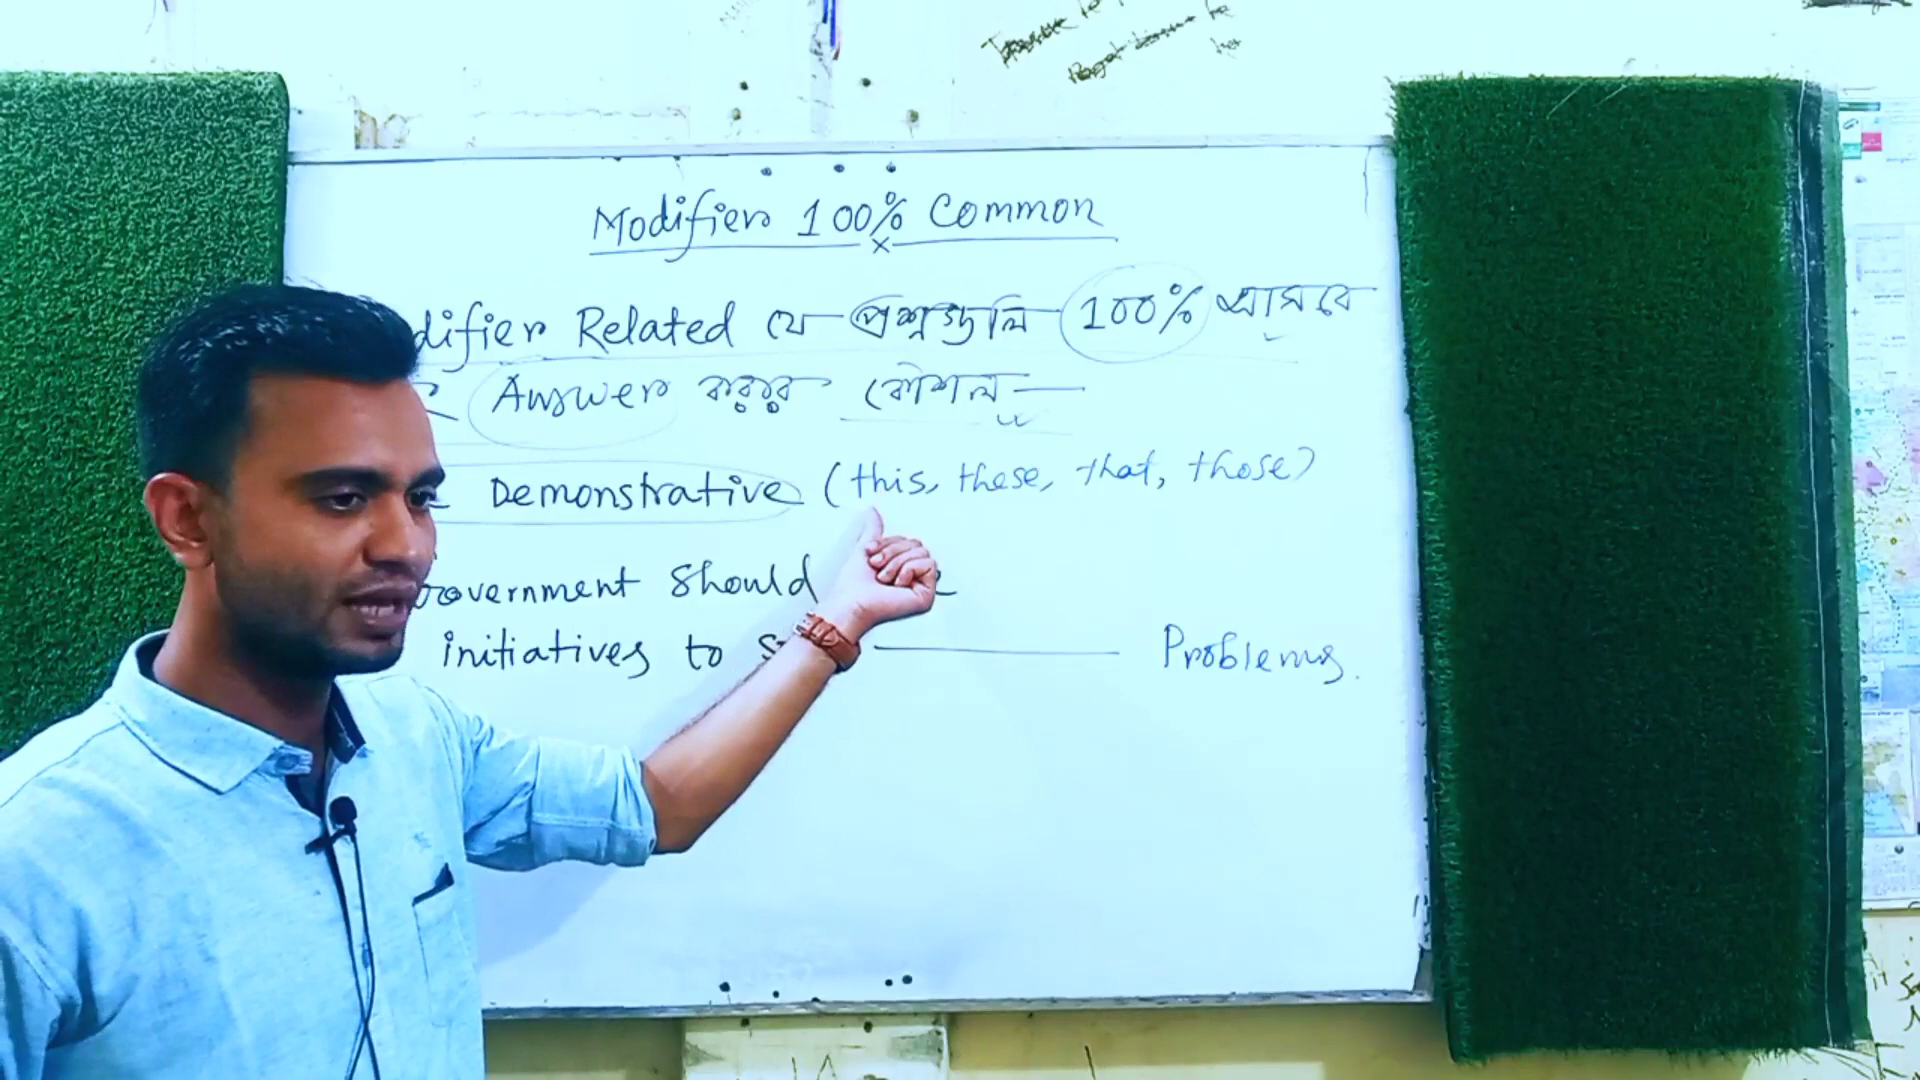 Modifier 100% Common
difier Related যে প্রশ্নগুলি 100% আসবে
Answer করার কৌশল
Demonstrative (this, these, that, those)
overnment Should
initiatives to ———— Problems.